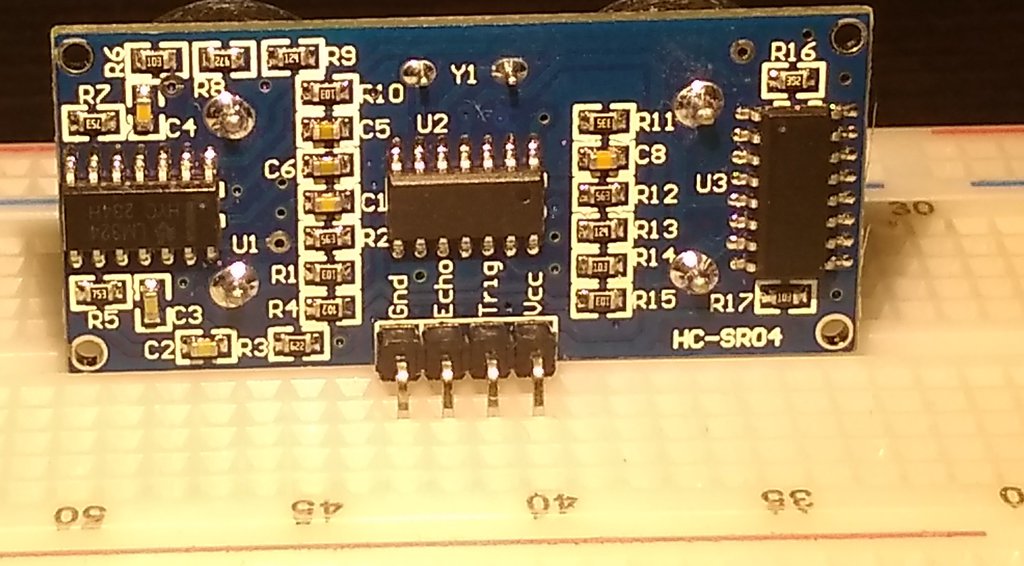 R6
R8
R9
R7
C4
R10
C5
C6
C1
R2
R1
R4
Y1
U2
U1
LM324
R5
C3
C2
R3
Gnd
Echo
Trig
Vcc
R11
C8
R12
R13
R14
R15
R16
U3
R17
HC-SR04
30
50
45
40
35